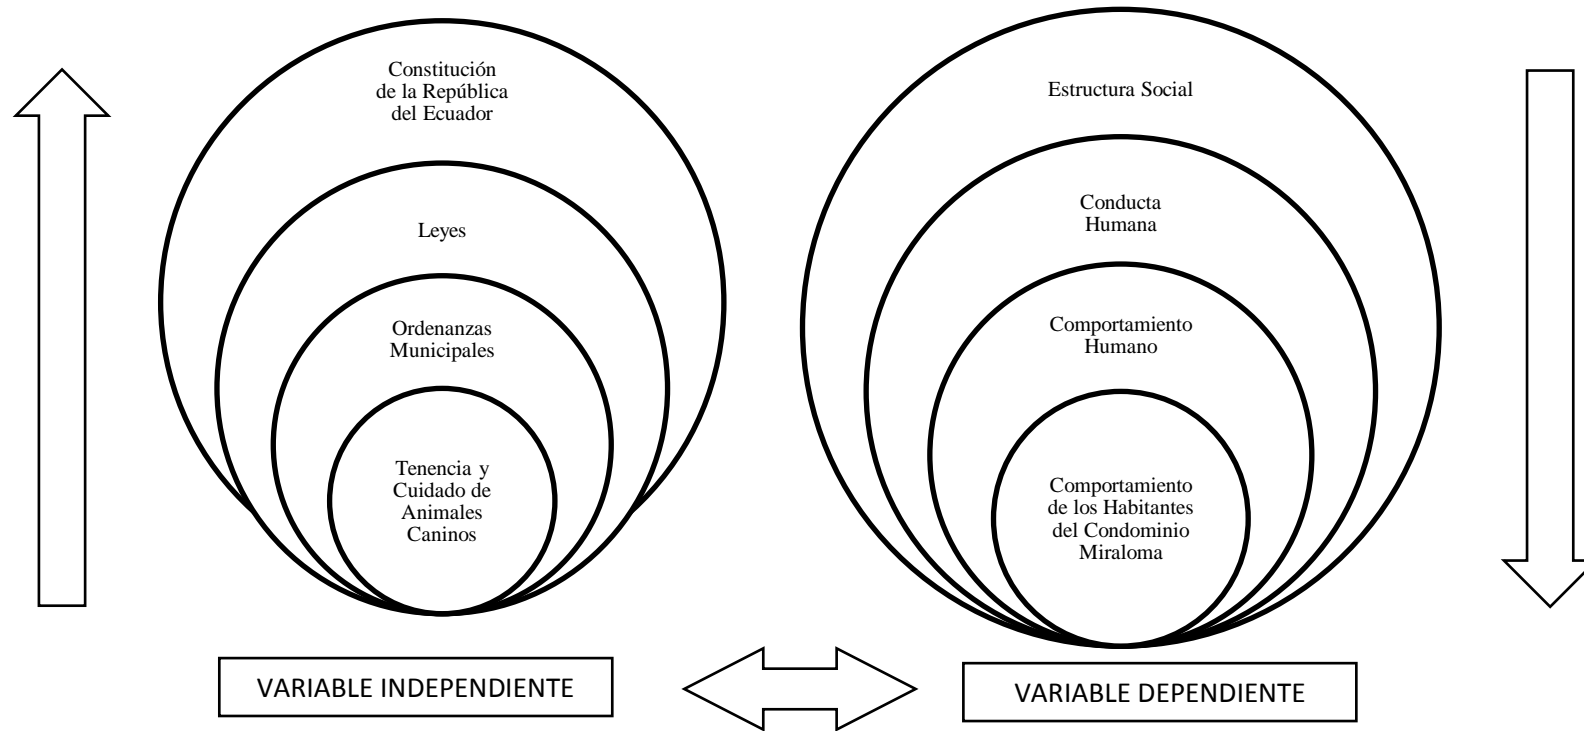 Constitución
de la República
del Ecuador
Leyes
Ordenanzas
Municipales
Tenencia y
Cuidado de
Animales
Caninos
Estructura Social
Conducta
Humana
Comportamiento
Humano
Comportamiento
de los Habitantes
del Condominio
Miraloma
VARIABLE INDEPENDIENTE
VARIABLE DEPENDIENTE